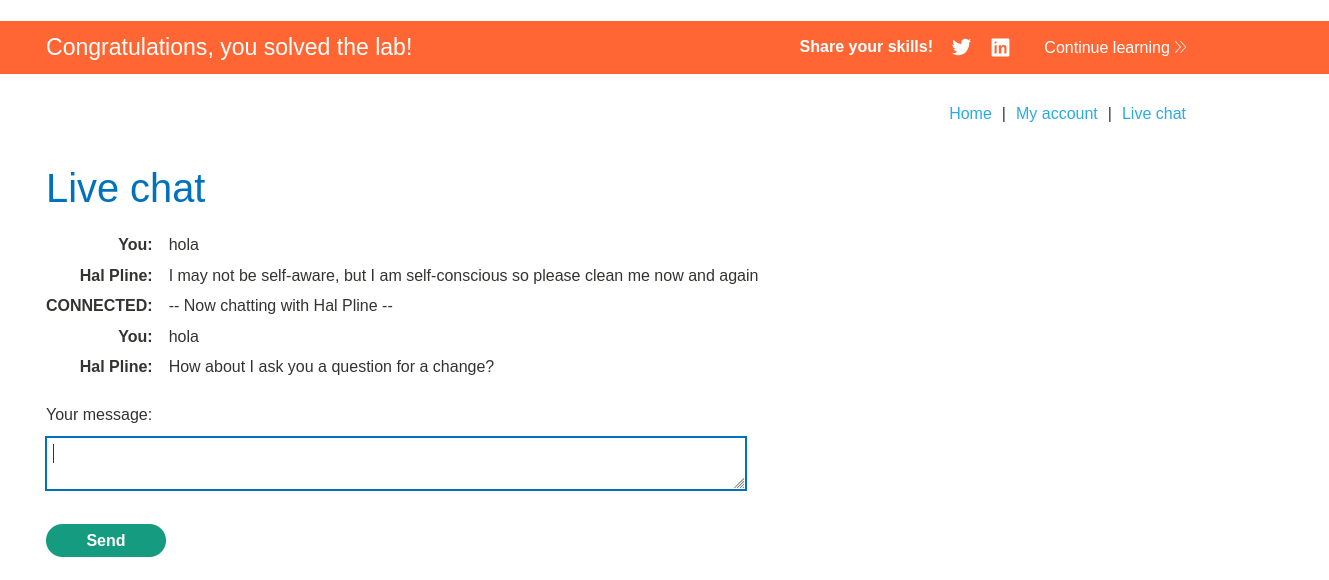 Congratulations, you solved the lab!
Share your skills!
Continue learning
Home | My account | Live chat
Live chat
You: hola
Hal Pline: I may not be self-aware, but I am self-conscious so please clean me now and again
CONNECTED: -- Now chatting with Hal Pline --
You: hola
Hal Pline: How about I ask you a question for a change?
Your message:
Send